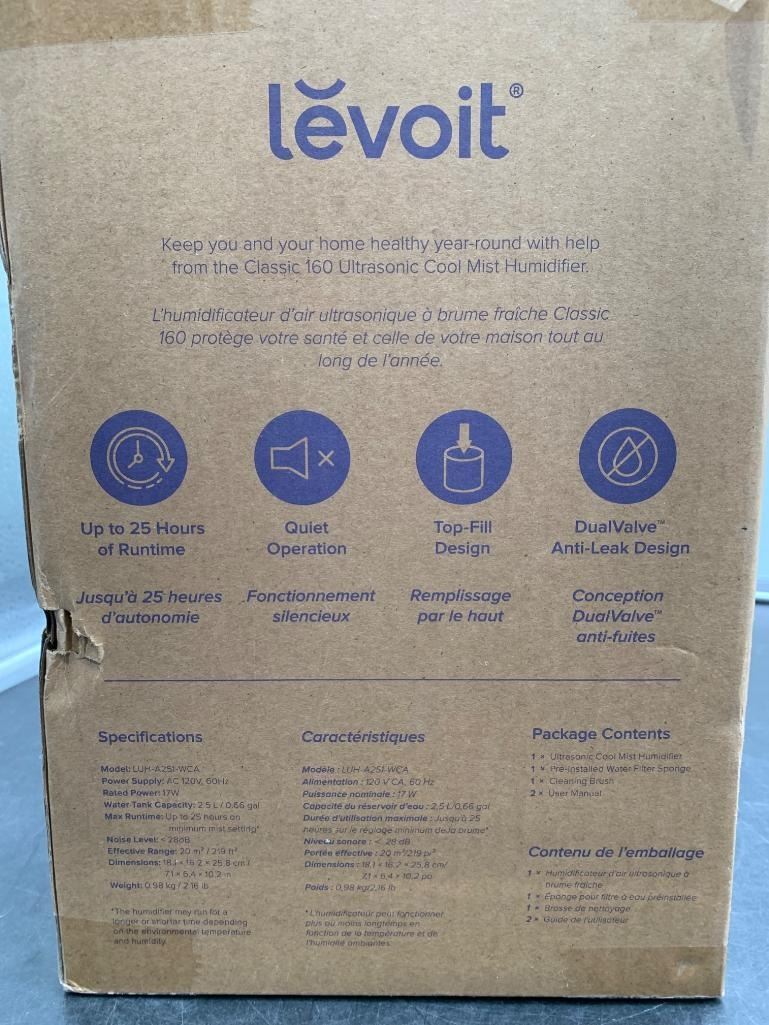 lĕvoit®
Keep you and your home healthy year-round with help
from the Classic 160 Ultrasonic Cool Mist Humidifier.
L'humidificateur d'air ultrasonique à brume fraîche Classic
160 protège votre santé et celle de votre maison tout au
long de l'année.
Up to 25 Hours
of Runtime
Quiet
Operation
Top-Fill
Design
DualValve™
Anti-Leak Design
Jusqu'à 25 heures
d'autonomie
Fonctionnement
silencieux
Remplissage
par le haut
Conception
DualValve™
anti-fuites
Specifications
Model: LUH-A251-WCA
Power Supply: AC 120V, 60Hz
Rated Power: 17W
Water Tank Capacity: 2.5 L / 0.66 gal
Max Runtime: Up to 25 hours on
minimum mist setting*
Noise Level: < 28dB
Effective Range: 20 m² / 219 ft²
Dimensions: 18.1 x 16.2 x 25.8 cm /
7.1 x 6.4 x 10.2 in
Weight: 0.98 kg / 2.16 lb
*The humidifier may run for a
longer or shorter time depending
on the environmental temperature
and humidity.
Caractéristiques
Modèle : LUH-A251-WCA
Alimentation : 120 V CA, 60 Hz
Puissance nominale : 17 W
Capacité du réservoir d'eau : 2,5 L/0,66 gal
Durée d'utilisation maximale : Jusqu'à 25
heures sur le réglage minimum de la brume*
Niveau sonore : < 28 dB
Portée effective : 20 m²/219 pi²
Dimensions : 18,1 x 16,2 x 25,8 cm/
7,1 x 6,4 x 10,2 po
Poids : 0,98 kg/2,16 lb
*L'humidificateur peut fonctionner
plus ou moins longtemps en
fonction de la température et de
l'humidité ambiantes.
Package Contents
1 × Ultrasonic Cool Mist Humidifier
1 × Pre-Installed Water Filter Sponge
1 × Cleaning Brush
2 × User Manual
Contenu de l'emballage
1 × Humidificateur d'air ultrasonique à
brume fraîche
1 × Éponge pour filtre à eau préinstallée
1 × Brosse de nettoyage
2 × Guide de l'utilisateur